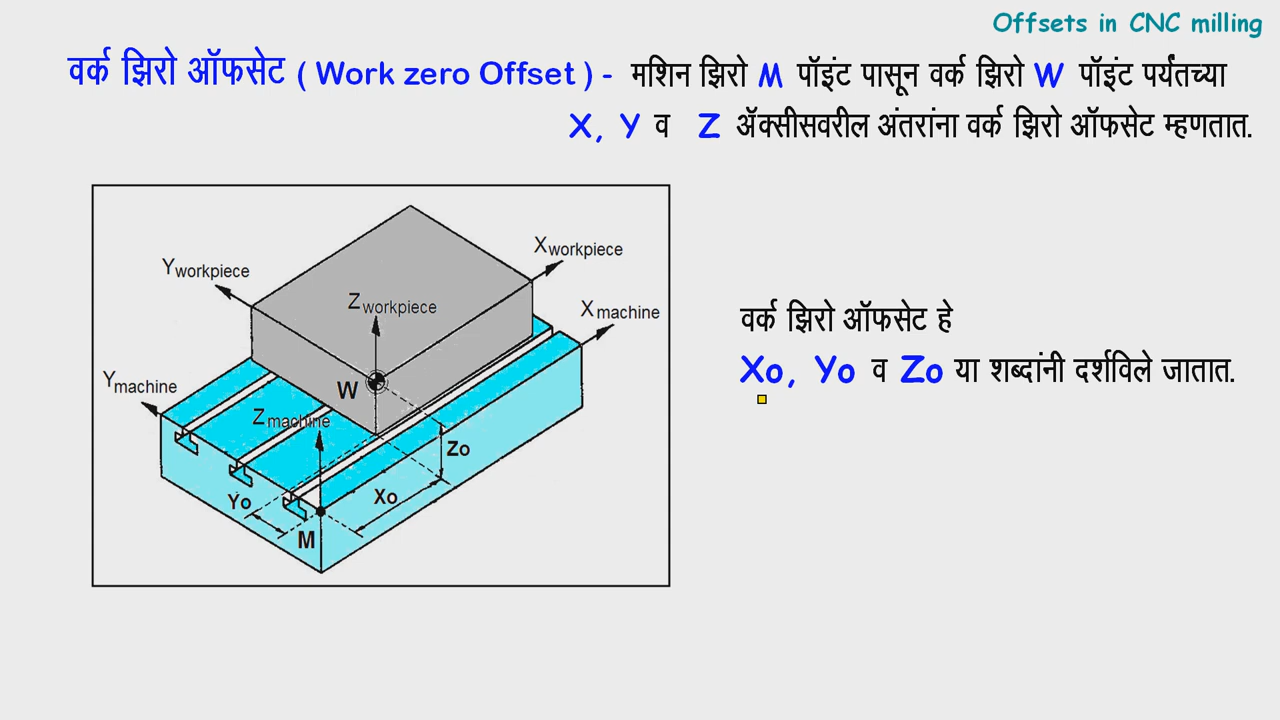 Offsets in CNC milling
वर्क झिरो ऑफसेट ( Work zero Offset ) - मशिन झिरो M पॉइंट पासून वर्क झिरो W पॉइंट पर्यंतच्या
X, Y व Z ॲक्सीसवरील अंतरांना वर्क झिरो ऑफसेट म्हणतात.
X workpiece
Y workpiece
Z workpiece
X machine
वर्क झिरो ऑफसेट हे
Xo, Yo व Zo या शब्दांनी दर्शविले जातात.
Y machine
W
Z machine
Zo
Yo
Xo
M